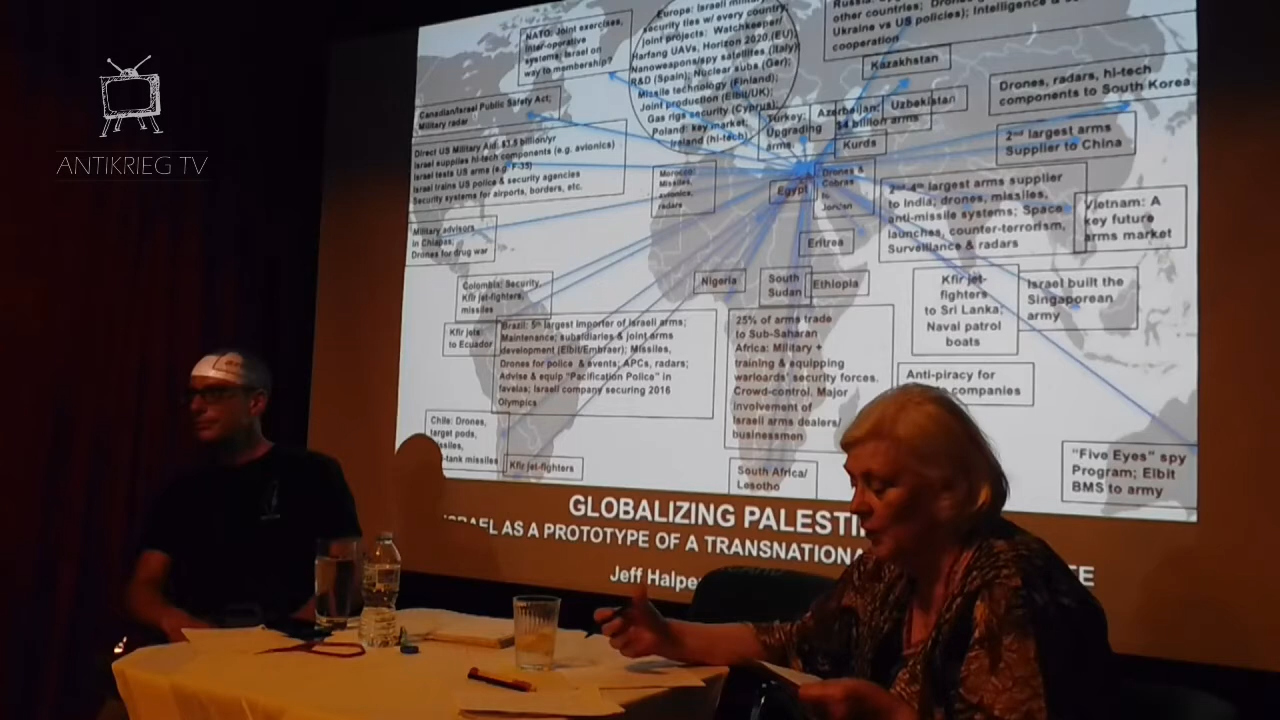 ANTIKRIEG TV
NATO: Joint exercises,
inter-operative
systems; Israel on
way to membership?
Europe: Israeli
security ties w/ every country,
joint projects: Watchkeeper/
Harfang UAVs, Horizon 2020,(EU),
Nanoweapons/spy satellites (Italy)
R&D (Spain); Nuclear subs (Ger);
Missile technology (Finland);
Joint production (Elbit/UK);
Gas rigs security (Cyprus);
Poland: key market;
Ireland (hi-tech)
other countries; Drones
Ukraine vs US policies); Intelligence &
cooperation
Kazakhstan
Canadian/Israel Public Safety Act;
Military radar
Direct US Military Aid, $3.5 billion/yr
Israel supplies hi-tech components (e.g. avionics)
Israel tests US arms (e.g. F-35)
Israel trains US police & security agencies
Security systems for airports, borders, etc.
Military advisors
in Chiapas;
Drones for drug war
Morocco:
Missiles,
avionics,
radars
Turkey:
Upgrading
arms
Azerbaijan:
$4 billion arms
Uzbekistan
Kurds
Egypt
Drones &
Cobras
to
Jordan
Drones, radars, hi-tech
components to South Korea
2nd largest arms
Supplier to China
2nd-4th largest arms supplier
to India; drones, missiles,
anti-missile systems; Space
launches, counter-terrorism,
Surveillance & radars
Vietnam: A
key future
arms market
Eritrea
Nigeria
South
Sudan
Ethiopia
Colombia: Security,
Kfir jet-fighters,
missiles
Kfir jets
to Ecuador
Brazil: 5th largest importer of Israeli arms;
Maintenance; subsidiaries & joint arms
development (Elbit/Embraer); Missiles,
Drones for police & events; APCs, radars;
Advise & equip "Pacification Police" in
favelas; Israeli company securing 2016
Olympics
25% of arms trade
to Sub-Saharan
Africa: Military +
training & equipping
warloards' security forces.
Crowd-control. Major
involvement of
Israeli arms dealers/
businessmen
Kfir jet-
fighters
to Sri Lanka;
Naval patrol
boats
Israel built the
Singaporean
army
Anti-piracy for
companies
Chile: Drones,
target pods,
missiles,
-tank missiles
Kfir jet-fighters
South Africa/
Lesotho
"Five Eyes" spy
Program; Elbit
BMS to army
GLOBALIZING PALESTI
ISRAEL AS A PROTOTYPE OF A TRANSNATIONA
TE
Jeff Halpe